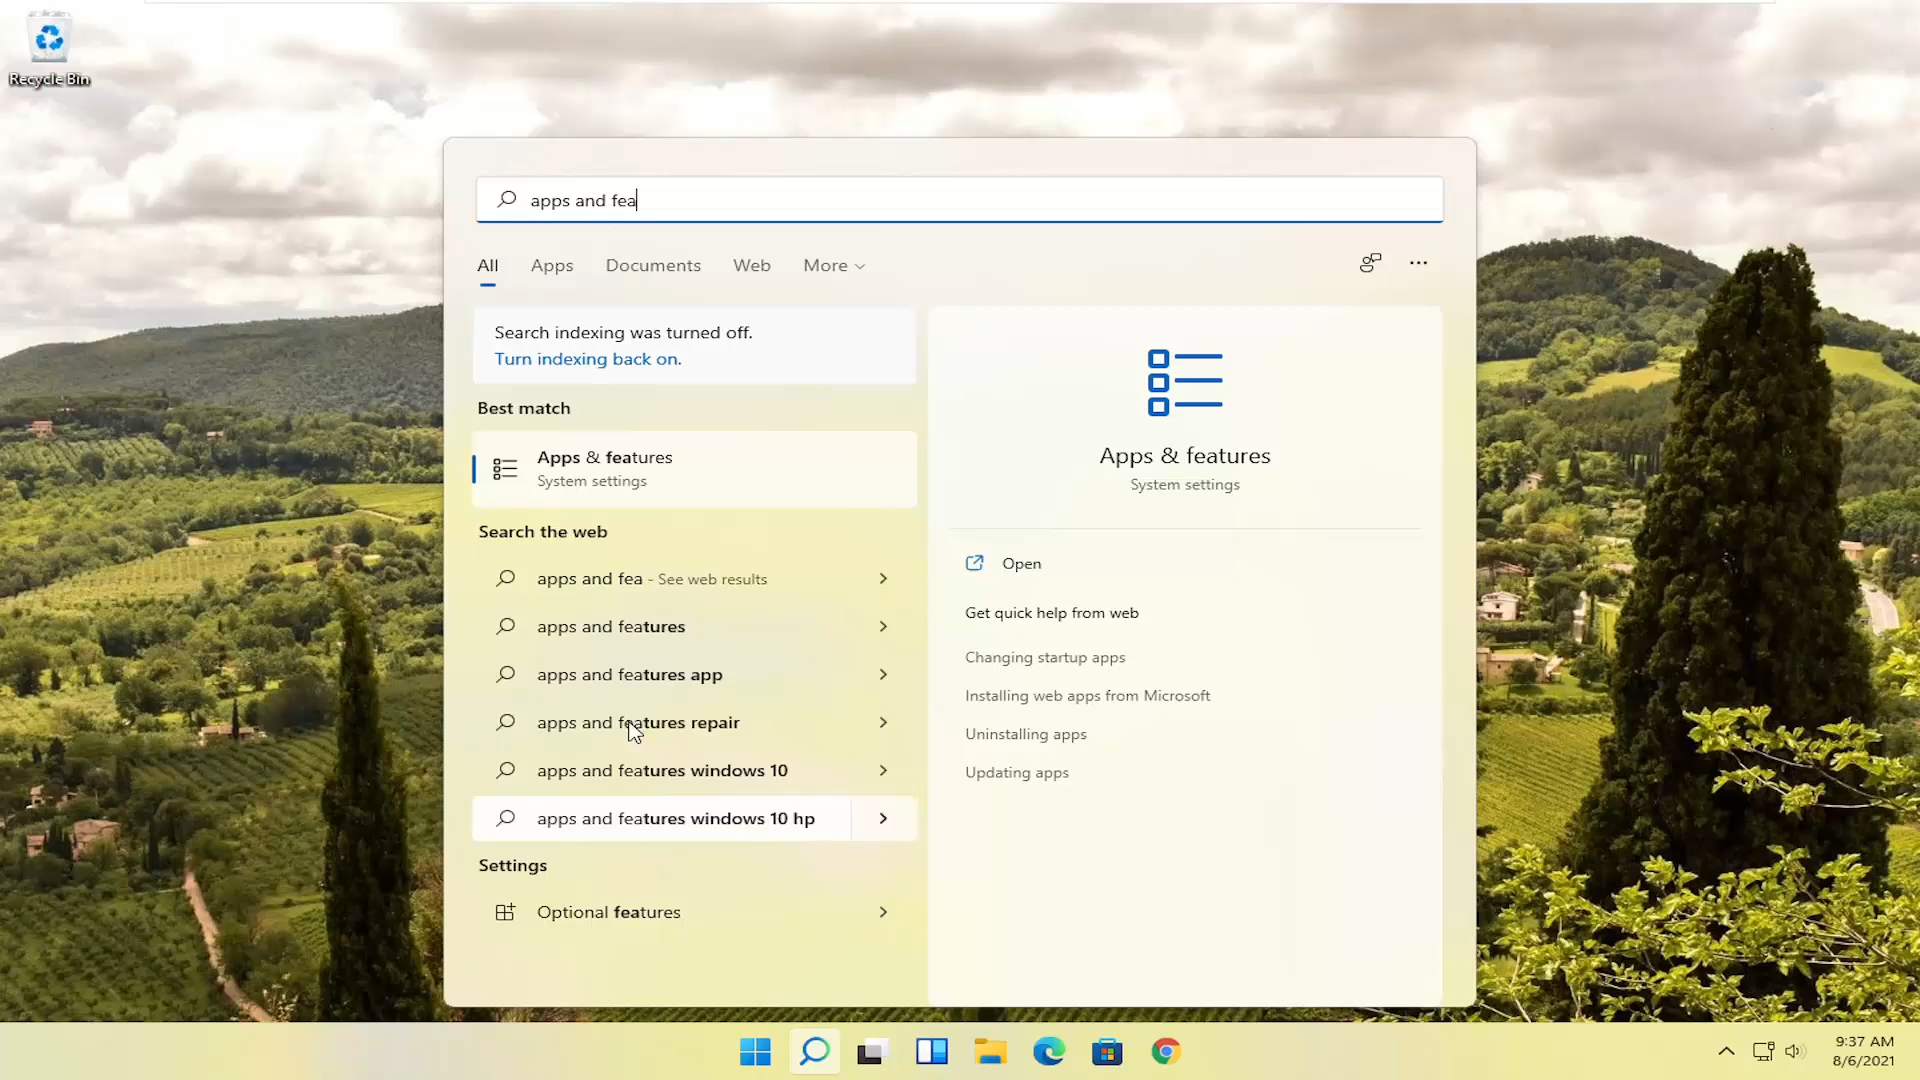 Recycle Bin
apps and fea
All Apps Documents Web More
Search indexing was turned off.
Turn indexing back on.
Best match
Apps & features
System settings
Search the web
apps and fea - See web results
apps and features
apps and features app
apps and features repair
apps and features windows 10
apps and features windows 10 hp
Settings
Optional features
Apps & features
System settings
Open
Get quick help from web
Changing startup apps
Installing web apps from Microsoft
Uninstalling apps
Updating apps
9:37 AM
8/6/2021